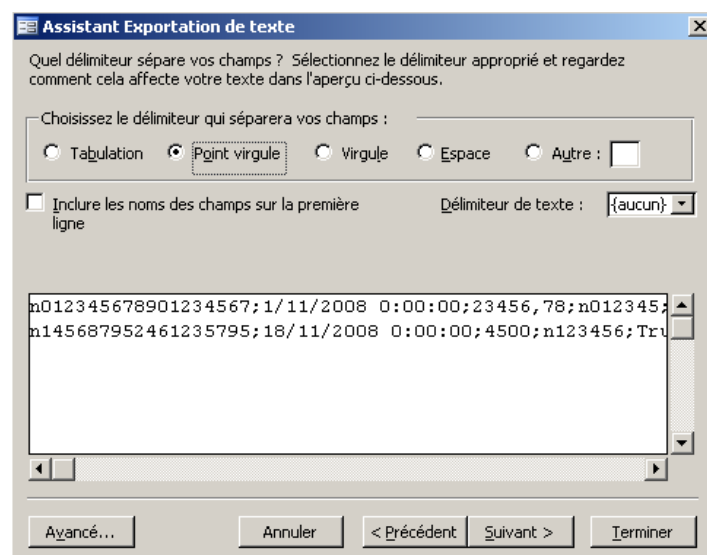 Assistant Exportation de texte
Quel délimiteur sépare vos champs ? Sélectionnez le délimiteur approprié et regardez
comment cela affecte votre texte dans l'aperçu ci-dessous.
Choisissez le délimiteur qui séparera vos champs :
Tabulation Point virgule Virgule Espace Autre :
Inclure les noms des champs sur la première
ligne
Délimiteur de texte : {aucun}
n012345678901234567;1/11/2008 0:00:00;23456,78;n012345;
n145687952461235795;18/11/2008 0:00:00;4500;n123456;Tru
Avancé... Annuler < Précédent Suivant > Terminer